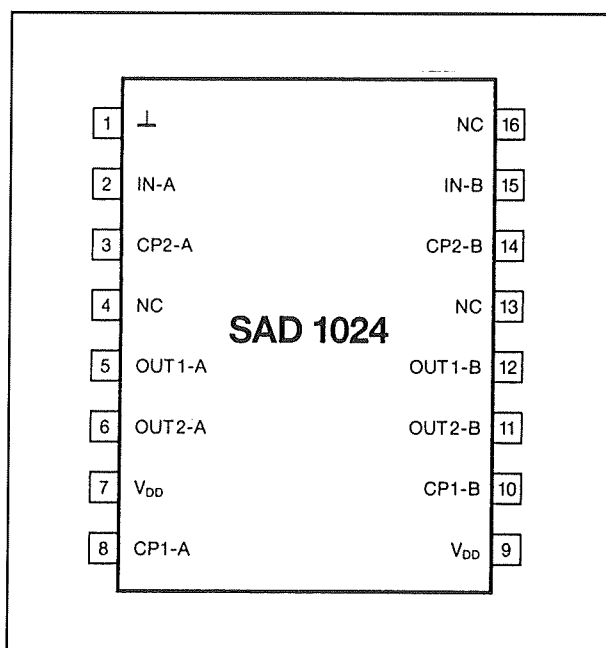 1 ⊥ NC 16
2 IN-A IN-B 15
3 CP2-A CP2-B 14
4 NC NC 13
SAD 1024
5 OUT1-A OUT1-B 12
6 OUT2-A OUT2-B 11
7 VDD CP1-B 10
8 CP1-A VDD 9